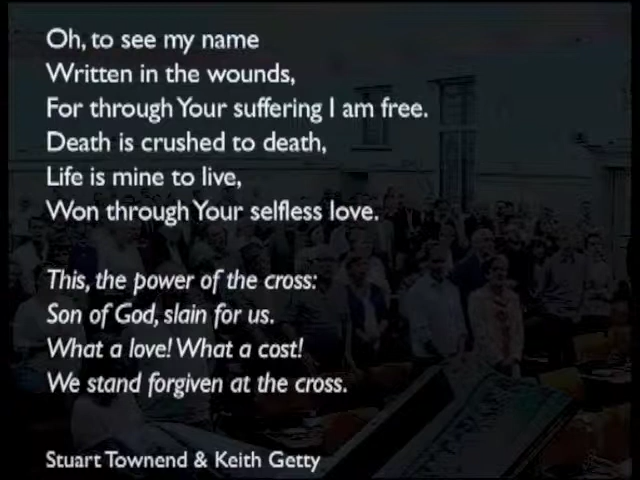 Oh, to see my name
Written in the wounds,
For through Your suffering I am free.
Death is crushed to death,
Life is mine to live,
Won through Your selfless love.
This, the power of the cross:
Son of God, slain for us.
What a love! What a cost!
We stand forgiven at the cross.
Stuart Townend & Keith Getty